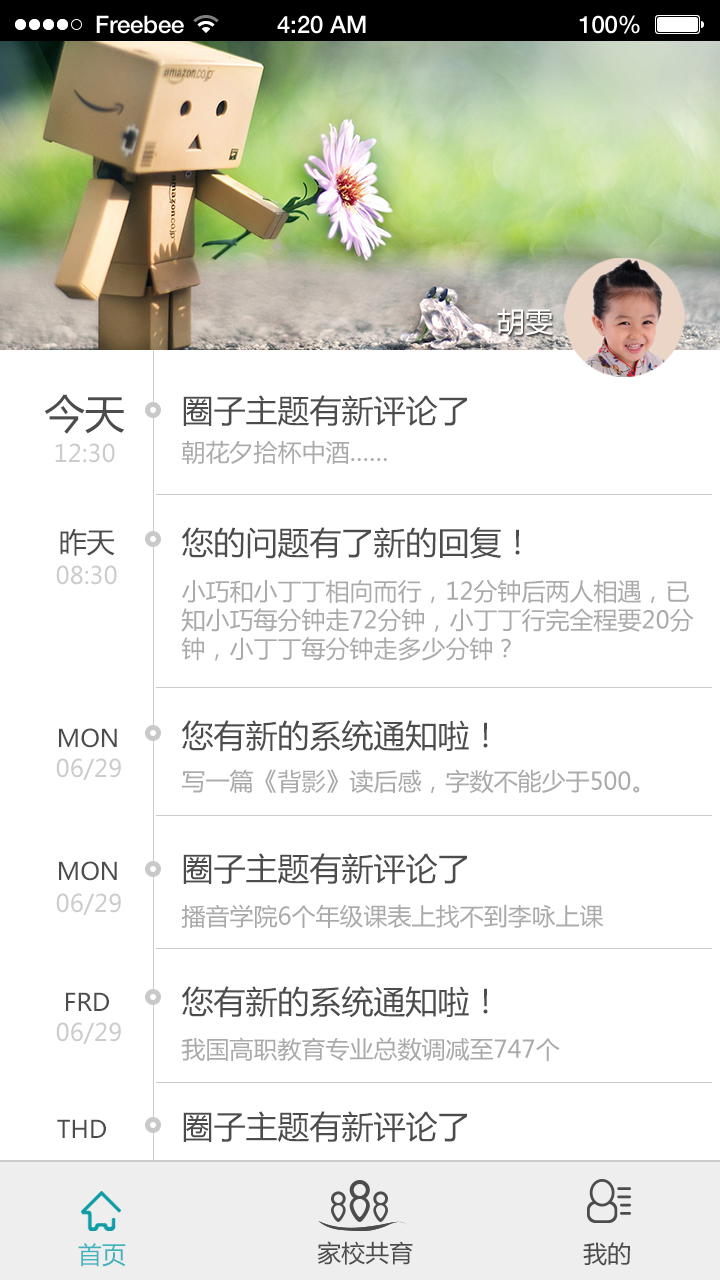 Freebee 4:20 AM 100%
amazon.co.jp
amazon.co.jp
胡雯
今天
12:30
圈子主题有新评论了
朝花夕拾杯中酒……
昨天
08:30
您的问题有了新的回复！
小巧和小丁丁相向而行，12分钟后两人相遇，已
知小巧每分钟走72分钟，小丁丁行完全程要20分
钟，小丁丁每分钟走多少分钟？
MON
06/29
您有新的系统通知啦！
写一篇《背影》读后感，字数不能少于500。
MON
06/29
圈子主题有新评论了
播音学院6个年级课表上找不到李咏上课
FRD
06/29
您有新的系统通知啦！
我国高职教育专业总数调减至747个
THD
圈子主题有新评论了
首页
家校共育
我的